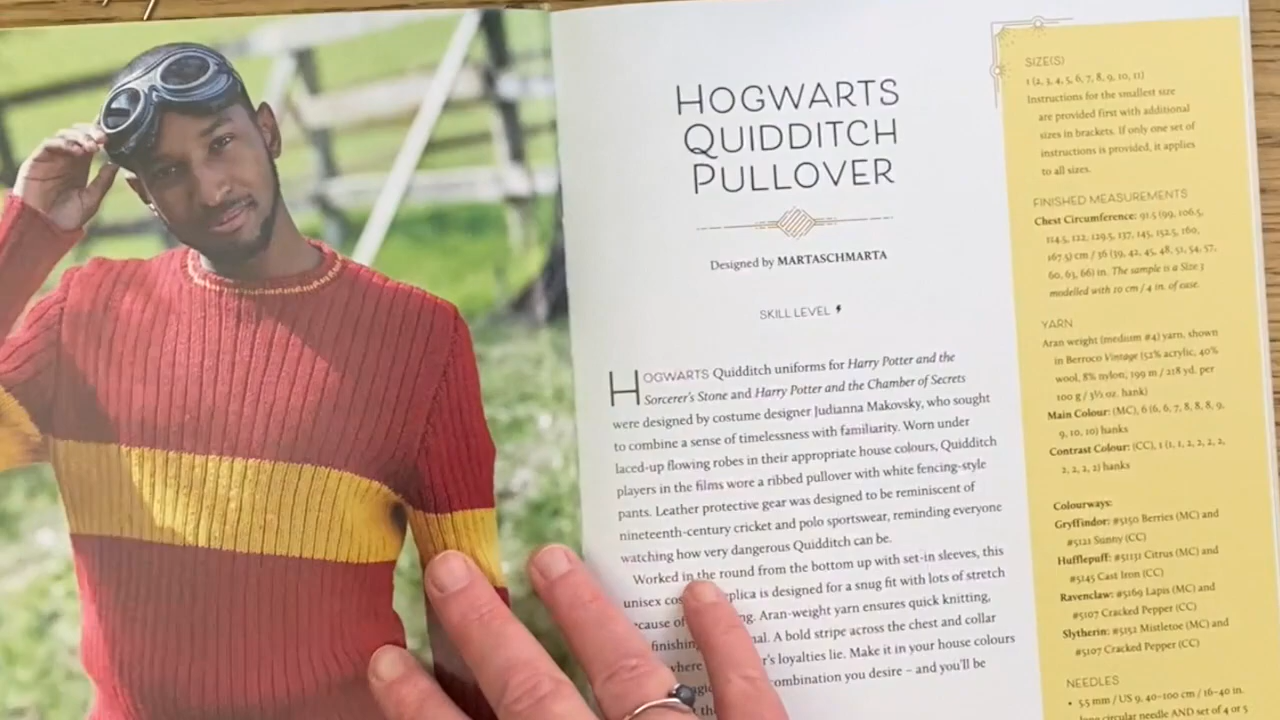 HOGWARTS
QUIDDITCH
PULLOVER
Designed by MARTASCHMARTA
SKILL LEVEL
HOGWARTS Quidditch uniforms for Harry Potter and the
Sorcerer's Stone and Harry Potter and the Chamber of Secrets
were designed by costume designer Judianna Makovsky, who sought
to combine a sense of timelessness with familiarity. Worn under
laced-up flowing robes in their appropriate house colours, Quidditch
players in the films wore a ribbed pullover with white fencing-style
pants. Leather protective gear was designed to be reminiscent of
nineteenth-century cricket and polo sportswear, reminding everyone
watching how very dangerous Quidditch can be.
Worked in the round from the bottom up with set-in sleeves, this
unisex cos plica is designed for a snug fit with lots of stretch
cause of ng. Aran-weight yarn ensures quick knitting,
finishing nal. A bold stripe across the chest and collar
where r's loyalties lie. Make it in your house colours
combination you desire – and you'll be
SIZE(S)
1 (2, 3, 4, 5, 6, 7, 8, 9, 10, 11)
Instructions for the smallest size
are provided first with additional
sizes in brackets. If only one set of
instructions is provided, it applies
to all sizes.
FINISHED MEASUREMENTS
Chest Circumference: 91.5 (99, 106.5,
114.5, 122, 129.5, 137, 145, 152.5, 160,
167.5) cm / 36 (39, 42, 45, 48, 51, 54, 57,
60, 63, 66) in. The sample is a Size 3
modelled with 10 cm / 4 in. of ease.
YARN
Aran weight (medium #4) yarn, shown
in Berroco Vintage (52% acrylic, 40%
wool, 8% nylon; 199 m / 218 yd. per
100 g / 3½ oz. hank)
Main Colour: (MC), 6 (6, 6, 7, 8, 8, 8, 9,
9, 10, 10) hanks
Contrast Colour: (CC), 1 (1, 1, 2, 2, 2, 2,
2, 2, 2, 2) hanks
Colourways:
Gryffindor: #5150 Berries (MC) and
#5121 Sunny (CC)
Hufflepuff: #51131 Citrus (MC) and
#5145 Cast Iron (CC)
Ravenclaw: #5169 Lapis (MC) and
#5107 Cracked Pepper (CC)
Slytherin: #5152 Mistletoe (MC) and
#5107 Cracked Pepper (CC)
NEEDLES
• 5.5 mm / US 9, 40–100 cm / 16–40 in.
long circular needle AND set of 4 or 5